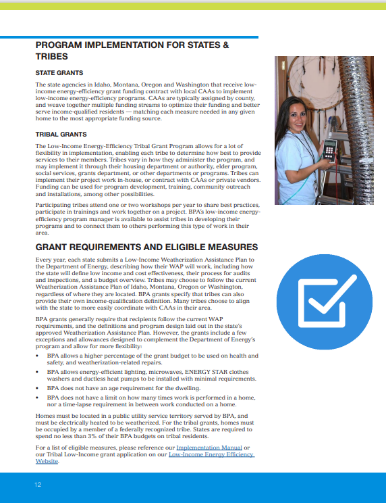 PROGRAM IMPLEMENTATION FOR STATES &
TRIBES
STATE GRANTS
The state agencies in Idaho, Montana, Oregon and Washington that receive low-
income energy-efficiency grant funding contract with local CAAs to implement
low-income energy-efficiency programs. CAAs are typically assigned by county,
and weave together multiple funding streams to optimize their funding and better
serve income-qualified residents — matching each measure needed in any given
home to the most appropriate funding source.
TRIBAL GRANTS
The Low-Income Energy-Efficiency Tribal Grant Program allows for a lot of
flexibility in implementation, enabling each tribe to determine how best to provide
services to their members. Tribes vary in how they administer the program, and
may implement it through their housing department or authority, elder program,
social services, grants department, or other departments or programs. Tribes can
implement their project work in-house, or contract with CAAs or private vendors.
Funding can be used for program development, training, community outreach
and installations, among other possibilities.
Participating tribes attend one or two workshops per year to share best practices,
participate in trainings and work together on a project. BPA's low-income energy-
efficiency program manager is available to assist tribes in developing their
programs and to connect them to others performing this type of work in their
area.
GRANT REQUIREMENTS AND ELIGIBLE MEASURES
Every year, each state submits a Low-Income Weatherization Assistance Plan to
the Department of Energy, describing how their WAP will work, including how
the state will define low income and cost effectiveness, their process for audits
and inspections, and a budget overview. Tribes may choose to follow the current
Weatherization Assistance Plan of Idaho, Montana, Oregon or Washington,
regardless of where they are located. BPA grants specify that tribes can also
provide their own income-qualification definition. Many tribes choose to align
with the state to more easily coordinate with CAAs in their area.
BPA grants generally require that recipients follow the current WAP
requirements, and the definitions and program design laid out in the state's
approved Weatherization Assistance Plan. However, the grants include a few
exceptions and allowances designed to complement the Department of Energy's
program and allow for more flexibility:
• BPA allows a higher percentage of the grant budget to be used on health and
safety, and weatherization-related repairs.
• BPA allows energy-efficient lighting, microwaves, ENERGY STAR clothes
washers and ductless heat pumps to be installed with minimal requirements.
• BPA does not have an age requirement for the dwelling.
• BPA does not have a limit on how many times work is performed in a home,
nor a time-lapse requirement in between work conducted on a home.
Homes must be located in a public utility service territory served by BPA, and
must be electrically heated to be weatherized. For the tribal grants, homes must
be occupied by a member of a federally recognized tribe. States are required to
spend no less than 3% of their BPA budgets on tribal residents.
For a list of eligible measures, please reference our Implementation Manual or
our Tribal Low-Income grant application on our Low-Income Energy Efficiency
Website.
12